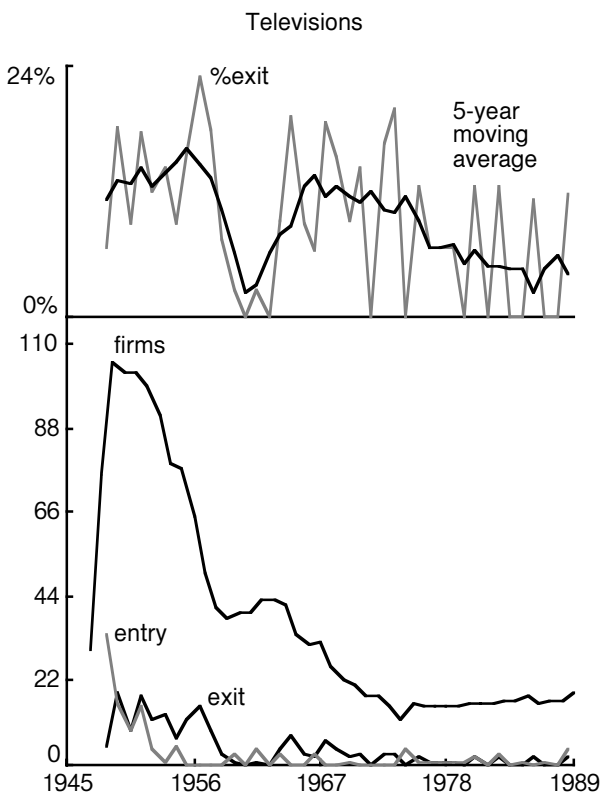 Televisions
24%
%exit
5-year
moving
average
0%
110
firms
88
66
44
entry
22
exit
0
1945 1956 1967 1978 1989